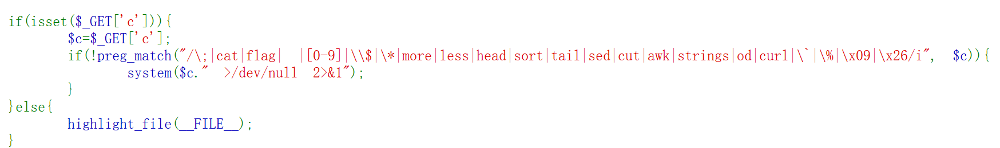 if(isset($_GET['c'])){
        $c=$_GET['c'];
        if(!preg_match("/\;|cat|flag| |[0-9]|\\$|\*|more|less|head|sort|tail|sed|cut|awk|strings|od|curl|\`|\%|\x09|\x26/i", $c)){
                system($c." >/dev/null 2>&1");
        }
}else{
        highlight_file(__FILE__);
}